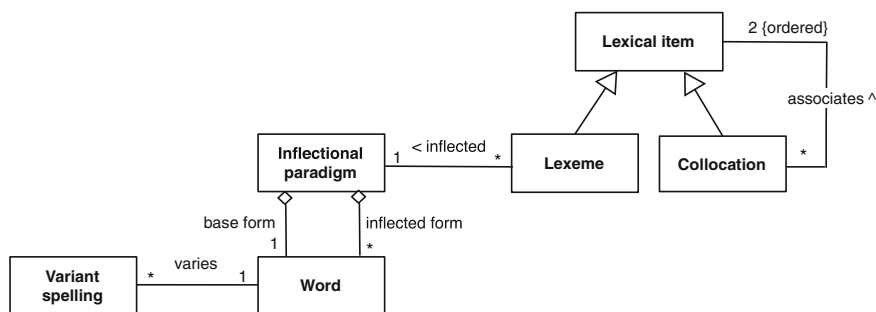 Lexical item
2 {ordered}
associates ^
Inflectional
paradigm
1
< inflected
*
Lexeme
Collocation
*
base form
inflected form
1
*
Variant
spelling
*
varies
1
Word